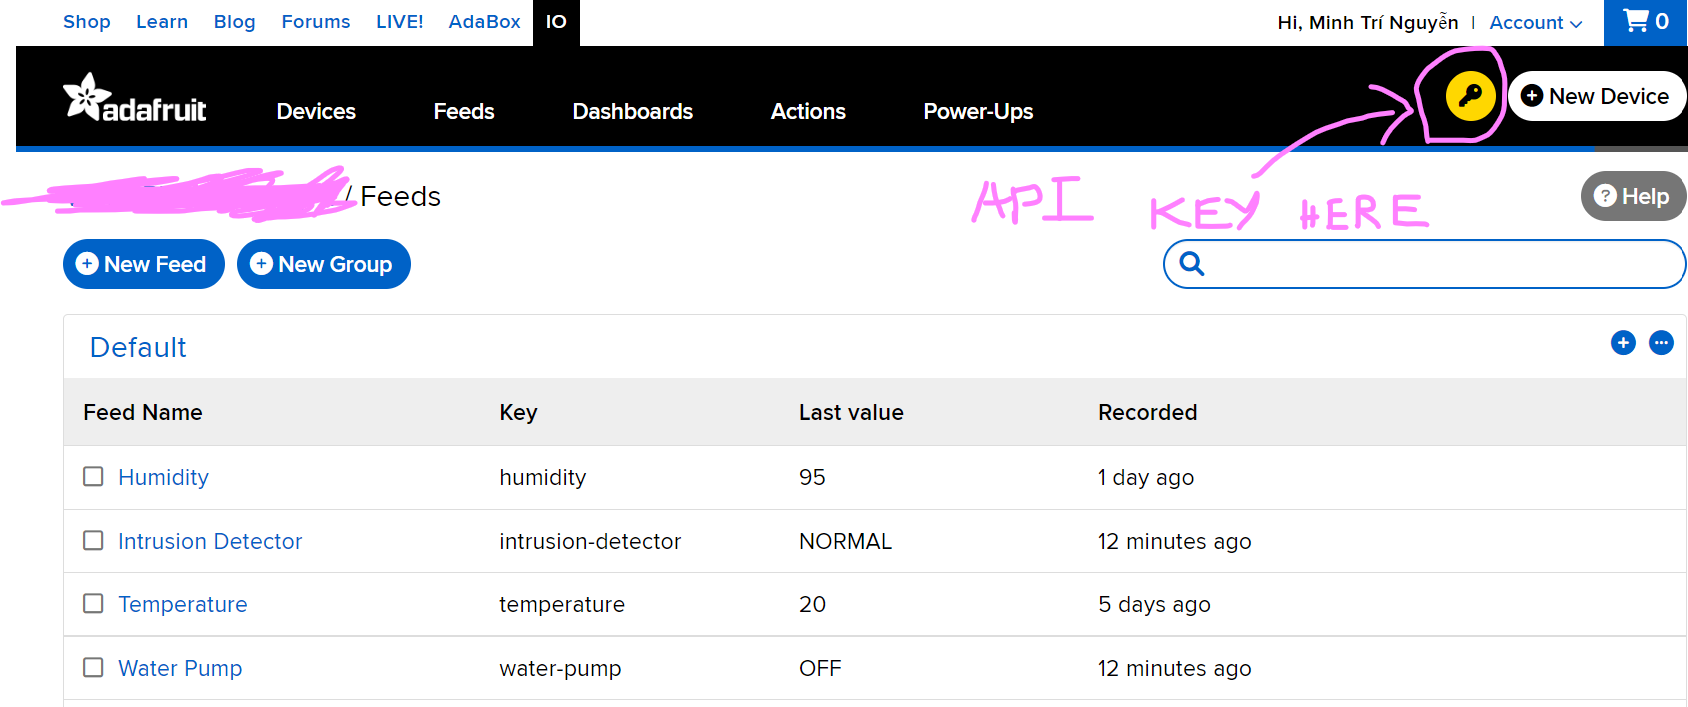 Shop Learn Blog Forums LIVE! AdaBox IO Hi, Minh Trí Nguyễn | Account 0
adafruit Devices Feeds Dashboards Actions Power-Ups New Device
/ Feeds API KEY HERE Help
New Feed New Group
Default
Feed Name Key Last value Recorded
Humidity humidity 95 1 day ago
Intrusion Detector intrusion-detector NORMAL 12 minutes ago
Temperature temperature 20 5 days ago
Water Pump water-pump OFF 12 minutes ago